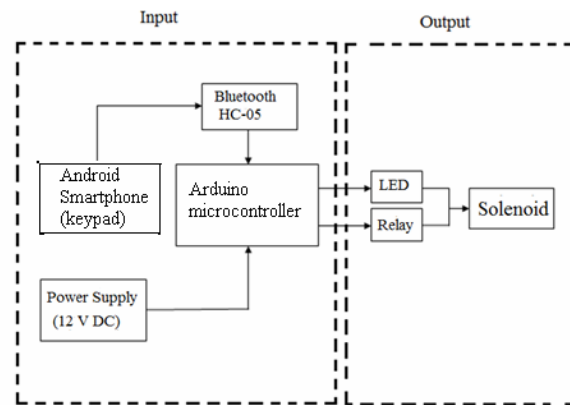 Input
Output
Bluetooth
HC-05
Android
Smartphone
(keypad)
Arduino
microcontroller
LED
Relay
Solenoid
Power Supply
(12 V DC)